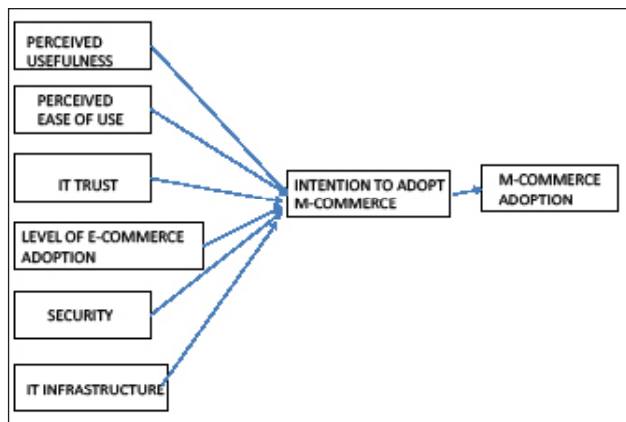 PERCEIVED
USEFULNESS
PERCEIVED
EASE OF USE
IT TRUST
LEVEL OF E-COMMERCE
ADOPTION
SECURITY
IT INFRASTRUCTURE
INTENTION TO ADOPT
M-COMMERCE
M-COMMERCE
ADOPTION